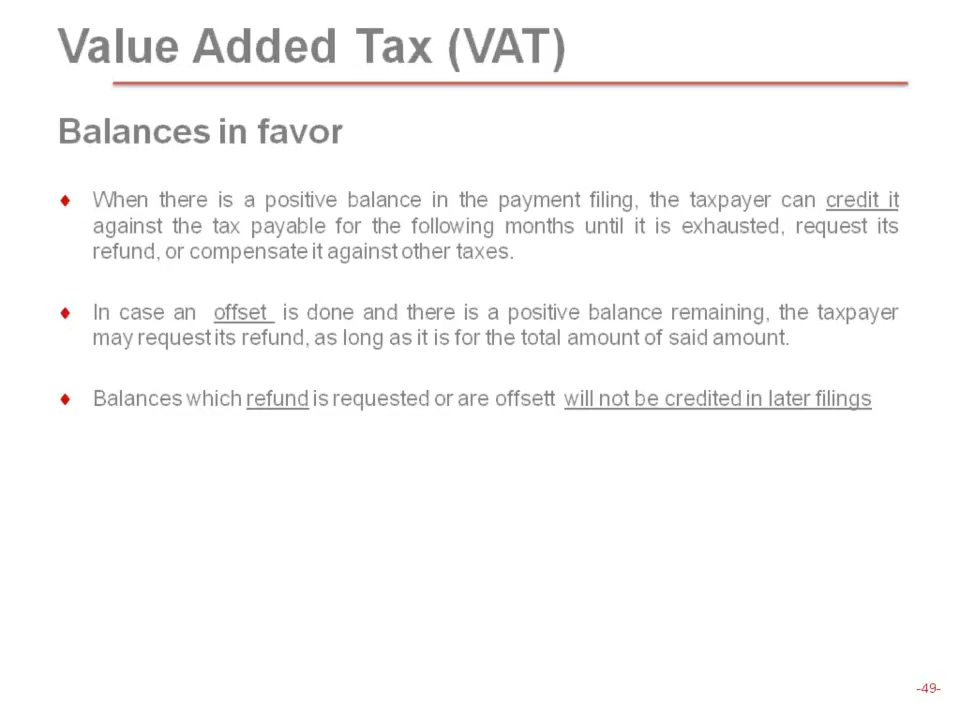 Value Added Tax (VAT)
Balances in favor
♦ When there is a positive balance in the payment filing, the taxpayer can credit it
against the tax payable for the following months until it is exhausted, request its
refund, or compensate it against other taxes.
♦ In case an offset is done and there is a positive balance remaining, the taxpayer
may request its refund, as long as it is for the total amount of said amount.
♦ Balances which refund is requested or are offsett will not be credited in later filings
-49-